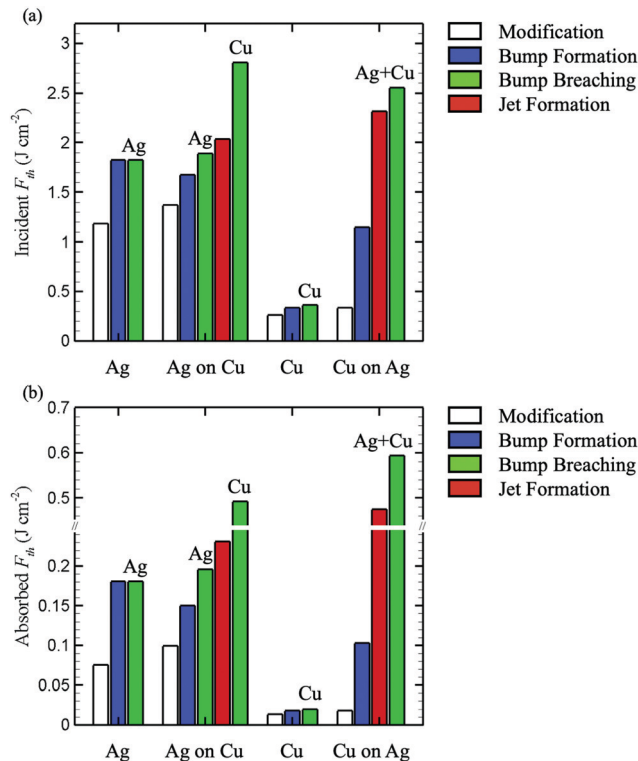 (a)
Incident F_th (J cm⁻²)
3
2.5
2
1.5
1
0.5
0
Ag
Ag
Cu
Cu
Ag+Cu
Ag
Ag on Cu
Cu
Cu on Ag
Modification
Bump Formation
Bump Breaching
Jet Formation
(b)
Absorbed F_th (J cm⁻²)
0.7
0.6
0.5
//
//
0.2
0.15
0.1
0.05
0
Ag
Ag
Cu
Cu
Ag+Cu
Ag
Ag on Cu
Cu
Cu on Ag
Modification
Bump Formation
Bump Breaching
Jet Formation